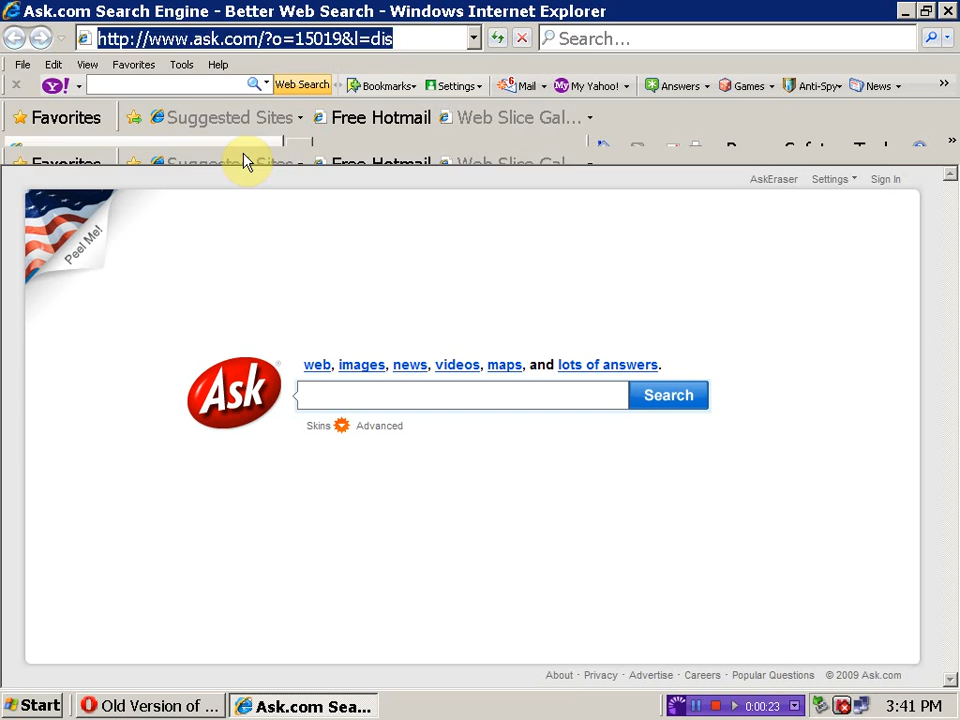 Ask.com Search Engine - Better Web Search - Windows Internet Explorer
http://www.ask.com/?o=15019&l=dis
Search...
File Edit View Favorites Tools Help
Y! Web Search Bookmarks Settings 6 Mail My Yahoo! Answers Games Anti-Spy News »
Favorites Suggested Sites Free Hotmail Web Slice Gal...
Favorites Suggested Sites Free Hotmail Web Slice Gal...
AskEraser Settings Sign In
Peel Me!
web, images, news, videos, maps, and lots of answers.
Ask
Search
Skins Advanced
About · Privacy · Advertise · Careers · Popular Questions © 2009 Ask.com
Start Old Version of ... Ask.com Sea... 0:00:23 3:41 PM